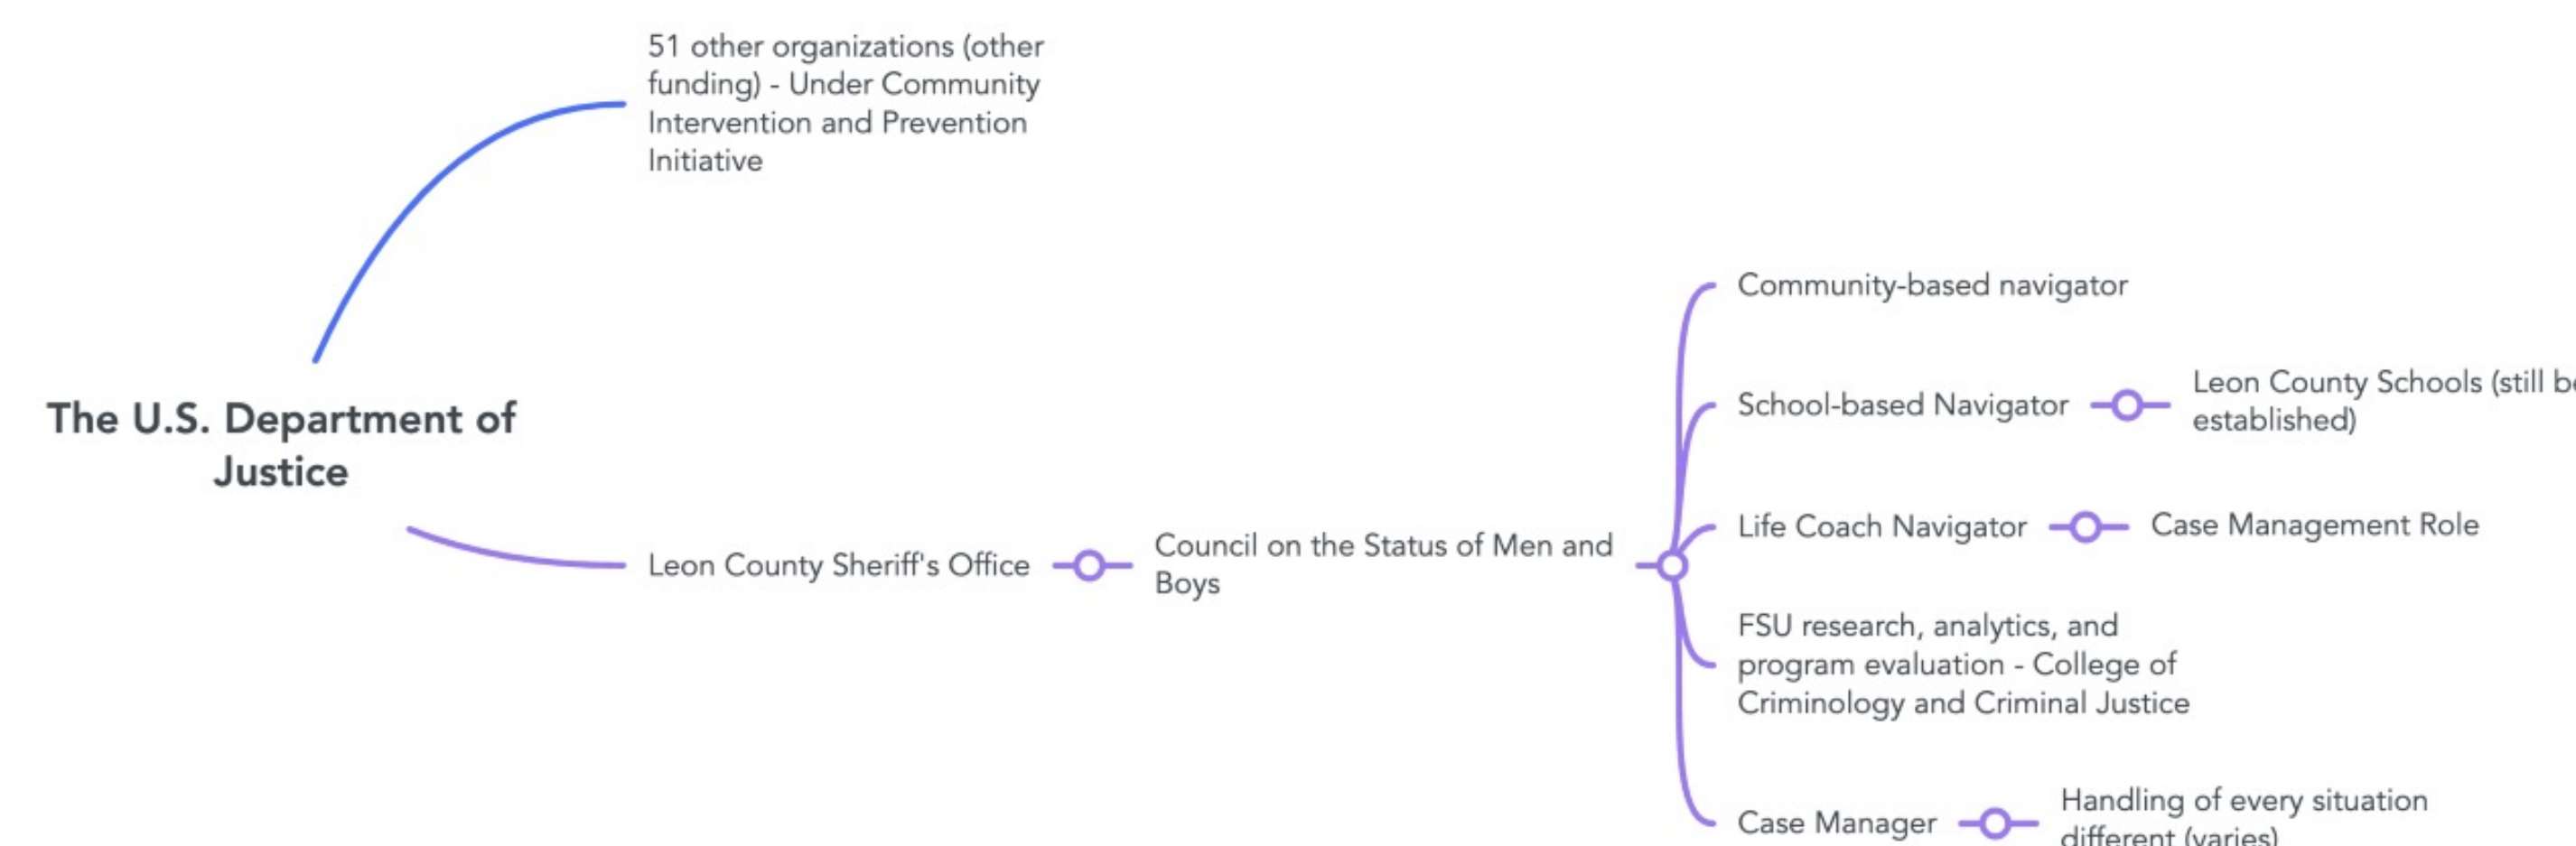 51 other organizations (other
funding) - Under Community
Intervention and Prevention
Initiative
The U.S. Department of
Justice
Leon County Sheriff's Office
Council on the Status of Men and
Boys
Community-based navigator
School-based Navigator
Leon County Schools (still
established)
Life Coach Navigator
Case Management Role
FSU research, analytics, and
program evaluation - College of
Criminology and Criminal Justice
Case Manager
Handling of every situation
different (varies)